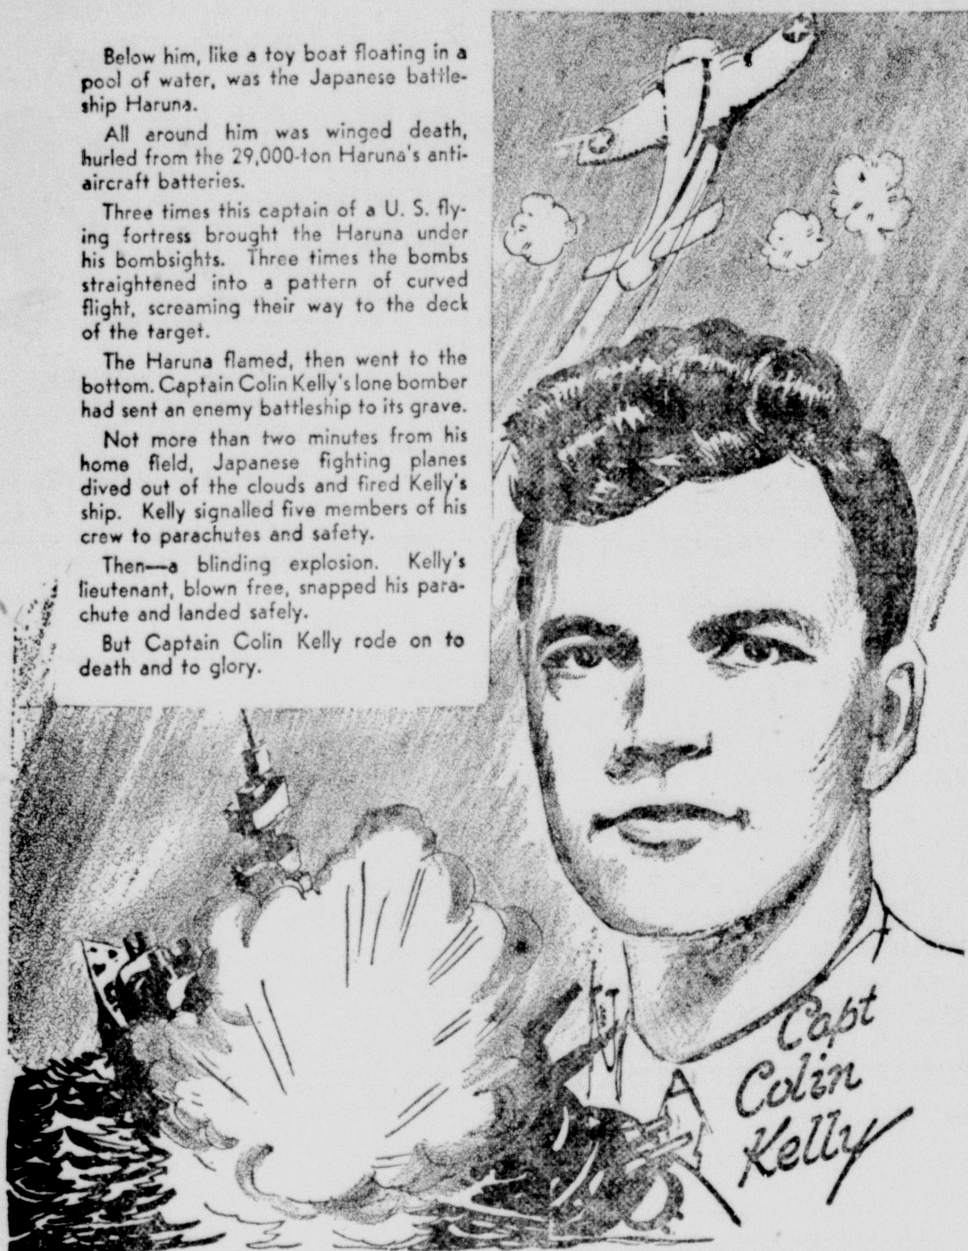 Below him, like a toy boat floating in a
pool of water, was the Japanese battle-
ship Haruna.
All around him was winged death,
hurled from the 29,000-ton Haruna's anti-
aircraft batteries.
Three times this captain of a U. S. fly-
ing fortress brought the Haruna under
his bombsights. Three times the bombs
straightened into a pattern of curved
flight, screaming their way to the deck
of the target.
The Haruna flamed, then went to the
bottom. Captain Colin Kelly's lone bomber
had sent an enemy battleship to its grave.
Not more than two minutes from his
home field, Japanese fighting planes
dived out of the clouds and fired Kelly's
ship. Kelly signalled five members of his
crew to parachutes and safety.
Then—a blinding explosion. Kelly's
lieutenant, blown free, snapped his para-
chute and landed safely.
But Captain Colin Kelly rode on to
death and to glory.
Capt
Colin
Kelly